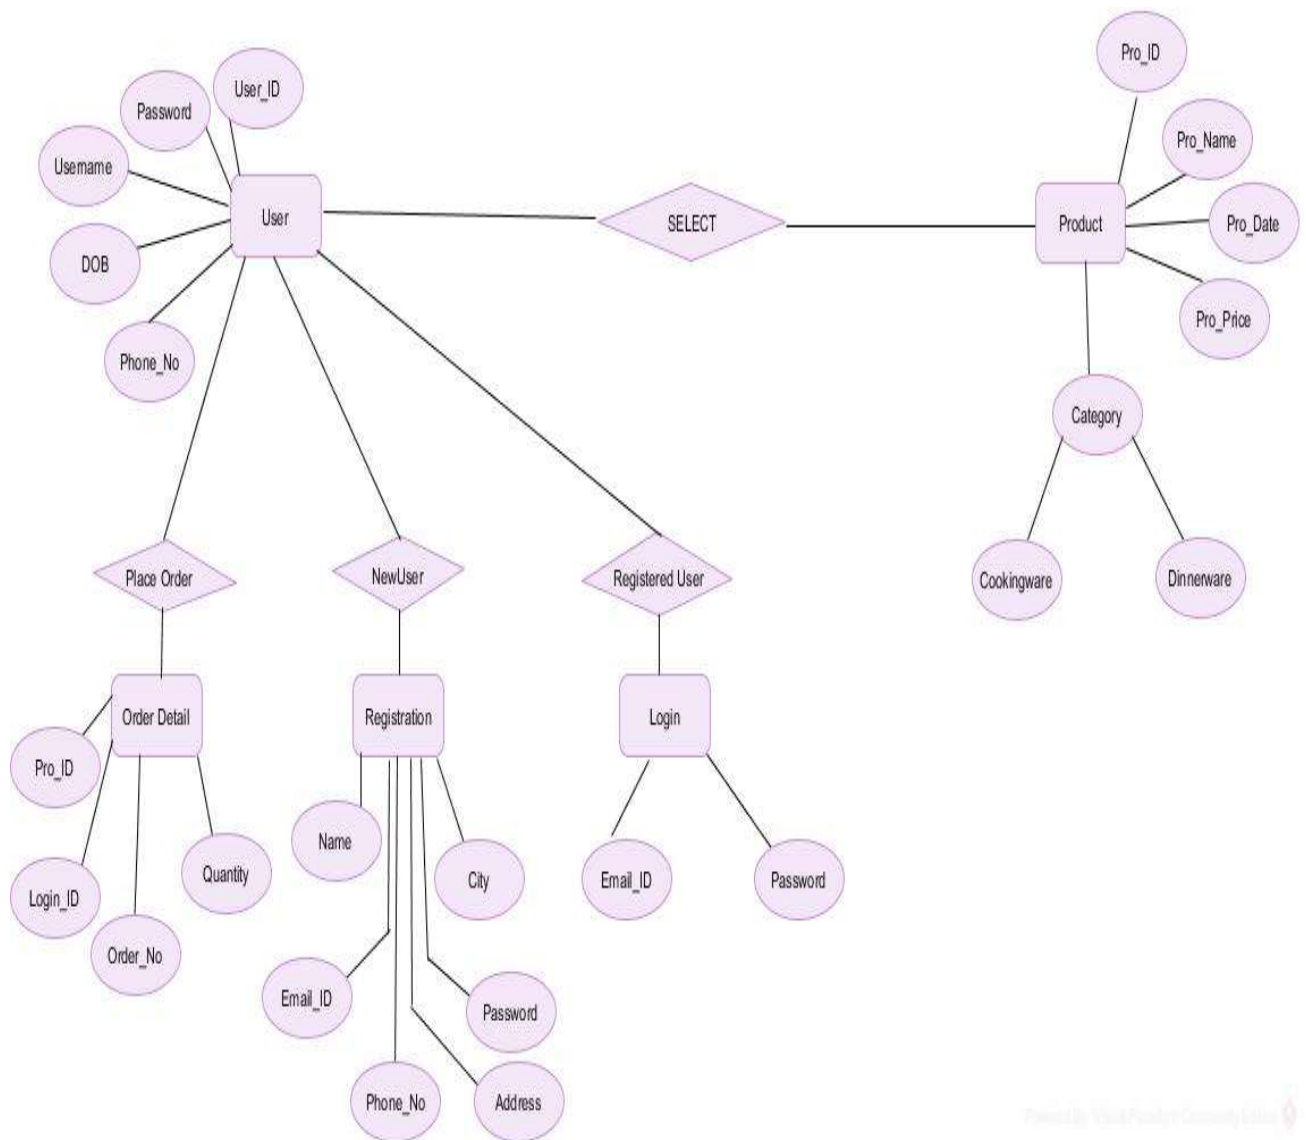 Pro_ID
User_ID
Password
Pro_Name
Username
User
SELECT
Product
Pro_Date
DOB
Pro_Price
Phone_No
Category
Place Order
NewUser
Registered User
Cookingware
Dinnerware
Order Detail
Registration
Login
Pro_ID
Name
Quantity
City
Email_ID
Password
Login_ID
Order_No
Email_ID
Password
Phone_No
Address